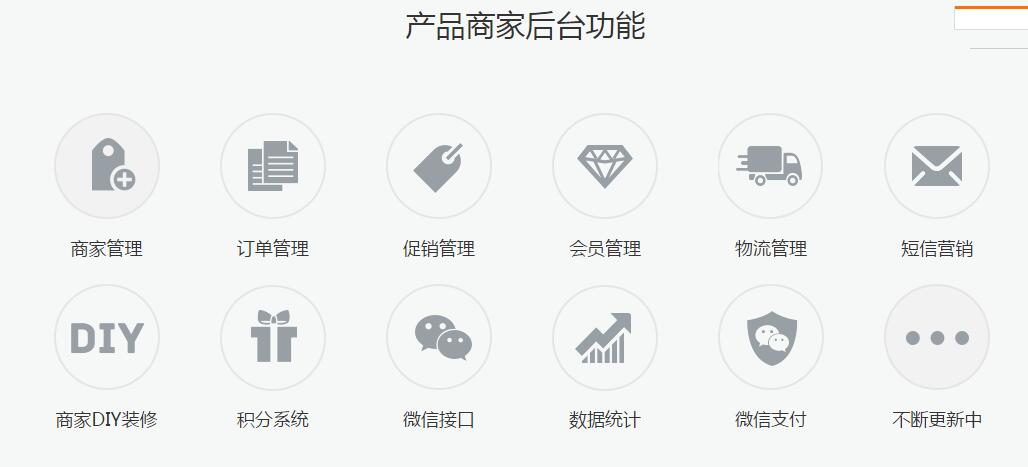 产品商家后台功能
商家管理
订单管理
促销管理
会员管理
物流管理
短信营销
DIY
商家DIY装修
积分系统
微信接口
数据统计
微信支付
不断更新中